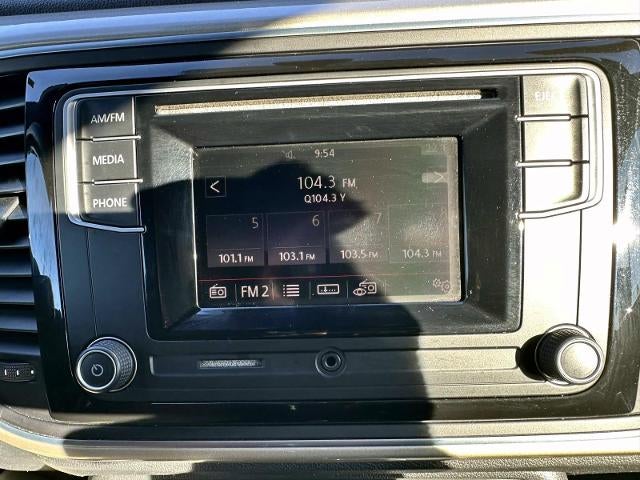 AM/FM
MEDIA
PHONE
EJECT
9:54
104.3 FM
Q104.3 Y
5 6 7
101.1 FM 103.1 FM 103.5 FM 104.3 FM
FM 2